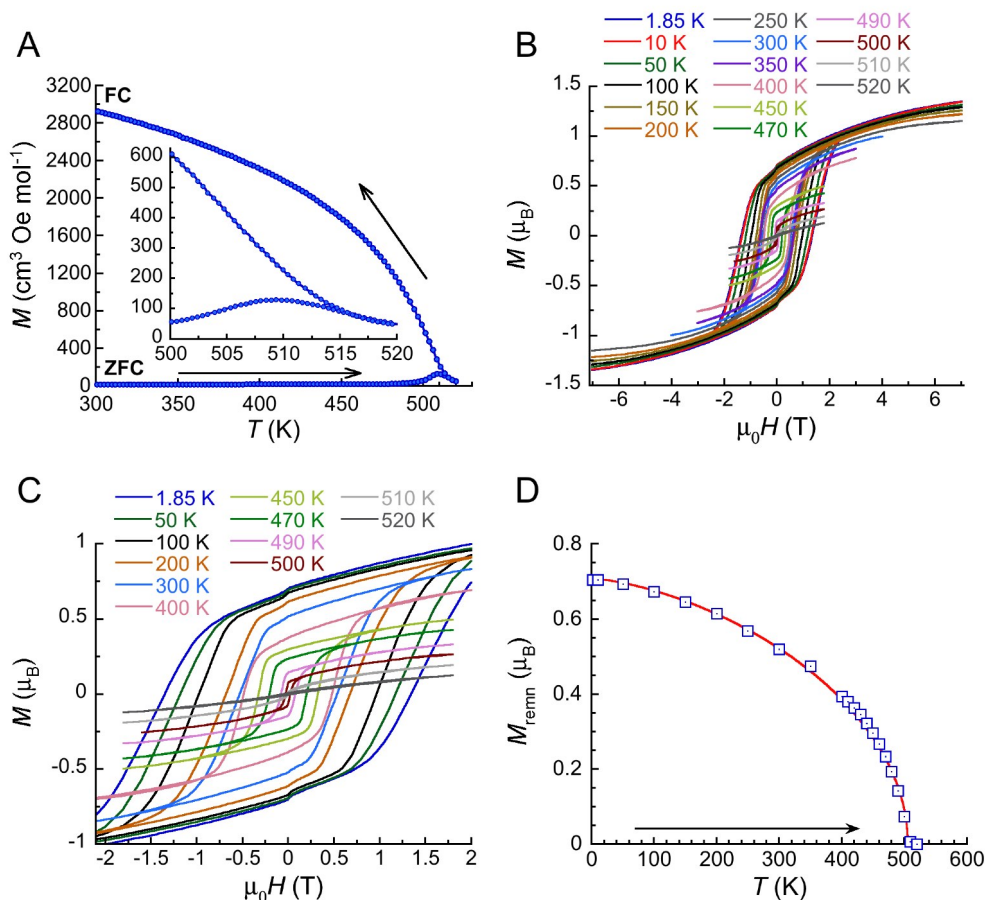 A
3200
FC
2800
2400
2000
1600
1200
800
400
0
ZFC
M (cm³ Oe mol⁻¹)
600
500
400
300
200
100
0
500 505 510 515 520
300 350 400 450 500
T (K)
B
1.85 K 250 K 490 K
10 K 300 K 500 K
50 K 350 K 510 K
100 K 400 K 520 K
150 K 450 K
200 K 470 K
1.5
1
0.5
0
-0.5
-1
-1.5
M (μB)
-6 -4 -2 0 2 4 6
μ₀H (T)
C
1.85 K 450 K 510 K
50 K 470 K 520 K
100 K 490 K
200 K 500 K
300 K
400 K
1
0.5
0
-0.5
-1
M (μB)
-2 -1.5 -1 -0.5 0 0.5 1 1.5 2
μ₀H (T)
D
0.8
0.6
0.4
0.2
0
Mremn (μB)
0 100 200 300 400 500 600
T (K)